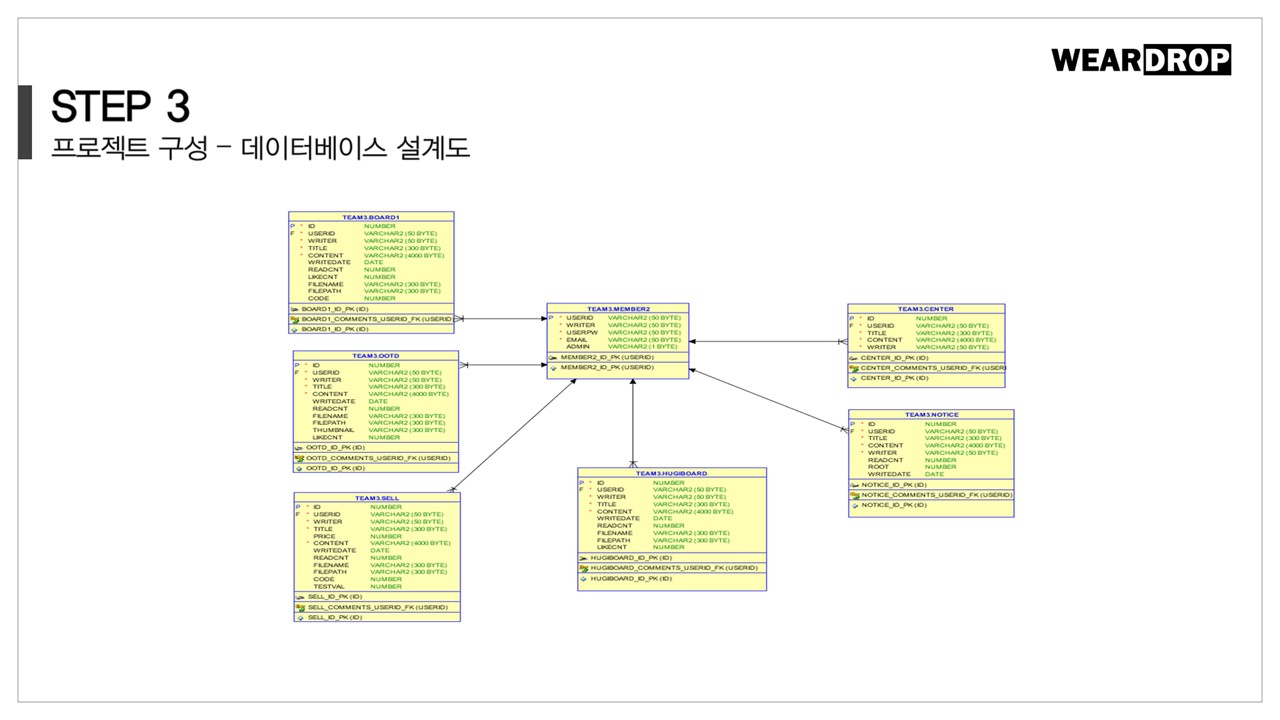 WEARDROP
STEP 3
프로젝트 구성 – 데이터베이스 설계도
TEAM3.BOARD1
P * ID NUMBER
F * USERID VARCHAR2 (50 BYTE)
* WRITER VARCHAR2 (50 BYTE)
* TITLE VARCHAR2 (300 BYTE)
* CONTENT VARCHAR2 (4000 BYTE)
WRITEDATE DATE
READCNT NUMBER
LIKECNT NUMBER
FILENAME VARCHAR2 (300 BYTE)
FILEPATH VARCHAR2 (300 BYTE)
CODE NUMBER
BOARD1_ID_PK (ID)
BOARD1_COMMENTS_USERID_FK (USERID)
BOARD1_ID_PK (ID)
TEAM3.OOTD
P * ID NUMBER
F * USERID VARCHAR2 (50 BYTE)
* WRITER VARCHAR2 (50 BYTE)
* TITLE VARCHAR2 (300 BYTE)
* CONTENT VARCHAR2 (4000 BYTE)
WRITEDATE DATE
READCNT NUMBER
FILENAME VARCHAR2 (300 BYTE)
FILEPATH VARCHAR2 (300 BYTE)
THUMBNAIL VARCHAR2 (300 BYTE)
LIKECNT NUMBER
OOTD_ID_PK (ID)
OOTD_COMMENTS_USERID_FK (USERID)
OOTD_ID_PK (ID)
TEAM3.SELL
P * ID NUMBER
F * USERID VARCHAR2 (50 BYTE)
* WRITER VARCHAR2 (50 BYTE)
* TITLE VARCHAR2 (300 BYTE)
PRICE NUMBER
* CONTENT VARCHAR2 (4000 BYTE)
WRITEDATE DATE
READCNT NUMBER
FILENAME VARCHAR2 (300 BYTE)
FILEPATH VARCHAR2 (300 BYTE)
CODE NUMBER
TESTVAL NUMBER
SELL_ID_PK (ID)
SELL_COMMENTS_USERID_FK (USERID)
SELL_ID_PK (ID)
TEAM3.MEMBER2
P * USERID VARCHAR2 (50 BYTE)
* WRITER VARCHAR2 (50 BYTE)
* USERPW VARCHAR2 (50 BYTE)
* EMAIL VARCHAR2 (50 BYTE)
ADMIN VARCHAR2 (1 BYTE)
MEMBER2_ID_PK (USERID)
MEMBER2_ID_PK (USERID)
TEAM3.HUGIBOARD
P * ID NUMBER
F * USERID VARCHAR2 (50 BYTE)
* WRITER VARCHAR2 (50 BYTE)
* TITLE VARCHAR2 (300 BYTE)
* CONTENT VARCHAR2 (4000 BYTE)
WRITEDATE DATE
READCNT NUMBER
FILENAME VARCHAR2 (300 BYTE)
FILEPATH VARCHAR2 (300 BYTE)
LIKECNT NUMBER
HUGIBOARD_ID_PK (ID)
HUGIBOARD_COMMENTS_USERID_FK (USERID)
HUGIBOARD_ID_PK (ID)
TEAM3.CENTER
P * ID NUMBER
F * USERID VARCHAR2 (50 BYTE)
* TITLE VARCHAR2 (300 BYTE)
* CONTENT VARCHAR2 (4000 BYTE)
* WRITER VARCHAR2 (50 BYTE)
CENTER_ID_PK (ID)
CENTER_COMMENTS_USERID_FK (USERI
CENTER_ID_PK (ID)
TEAM3.NOTICE
P * ID NUMBER
F * USERID VARCHAR2 (50 BYTE)
* TITLE VARCHAR2 (300 BYTE)
* CONTENT VARCHAR2 (4000 BYTE)
* WRITER VARCHAR2 (50 BYTE)
READCNT NUMBER
ROOT NUMBER
WRITEDATE DATE
NOTICE_ID_PK (ID)
NOTICE_COMMENTS_USERID_FK (USERID)
NOTICE_ID_PK (ID)